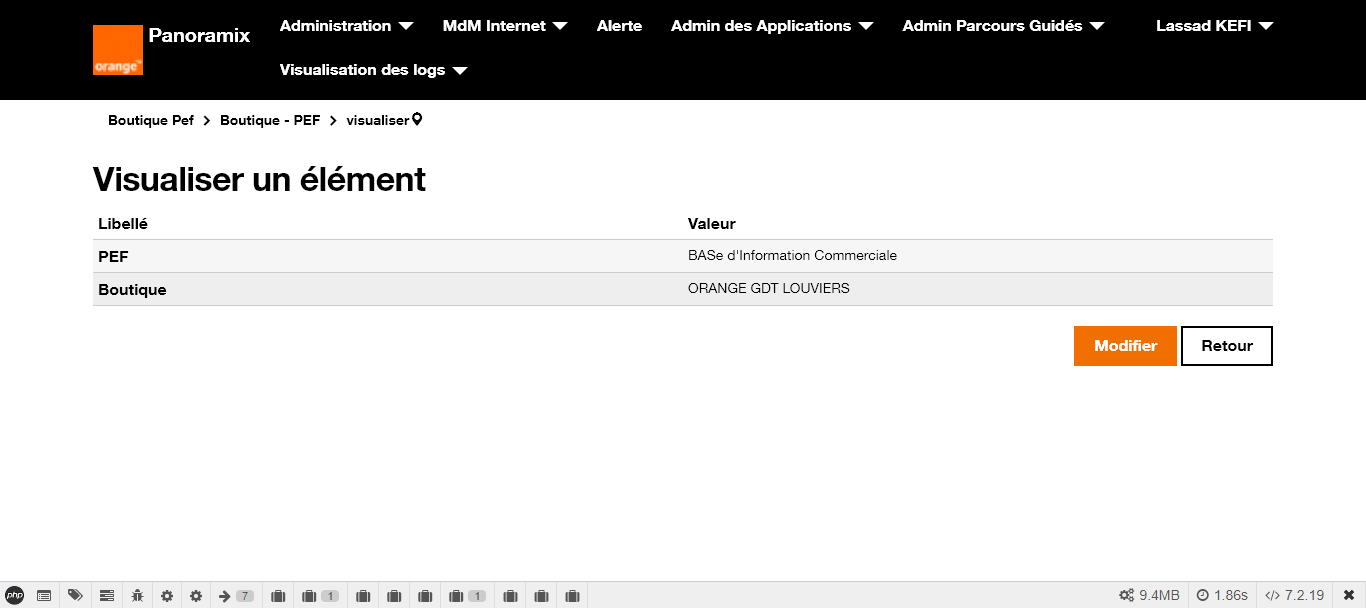 orange™
Panoramix
Administration
MdM Internet
Alerte
Admin des Applications
Admin Parcours Guidés
Lassad KEFI
Visualisation des logs
Boutique Pef > Boutique - PEF > visualiser
Visualiser un élément
Libellé Valeur
PEF BASe d'Information Commerciale
Boutique ORANGE GDT LOUVIERS
Modifier Retour
php 7 1 1 9.4MB 1.86s </> 7.2.19